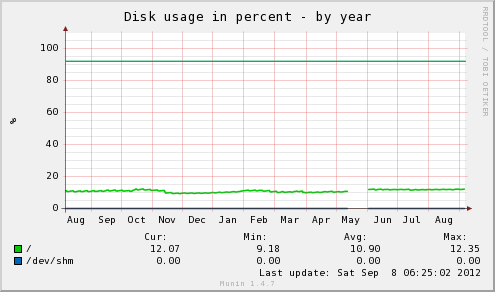 Disk usage in percent - by year
RRDTOOL / TOBI OETIKER
100
80
60
40
20
0
%
Aug Sep Oct Nov Dec Jan Feb Mar Apr May Jun Jul Aug
Cur: Min: Avg: Max:
/ 12.07 9.18 10.90 12.35
/dev/shm 0.00 0.00 0.00 0.00
Last update: Sat Sep 8 06:25:02 2012
Munin 1.4.7